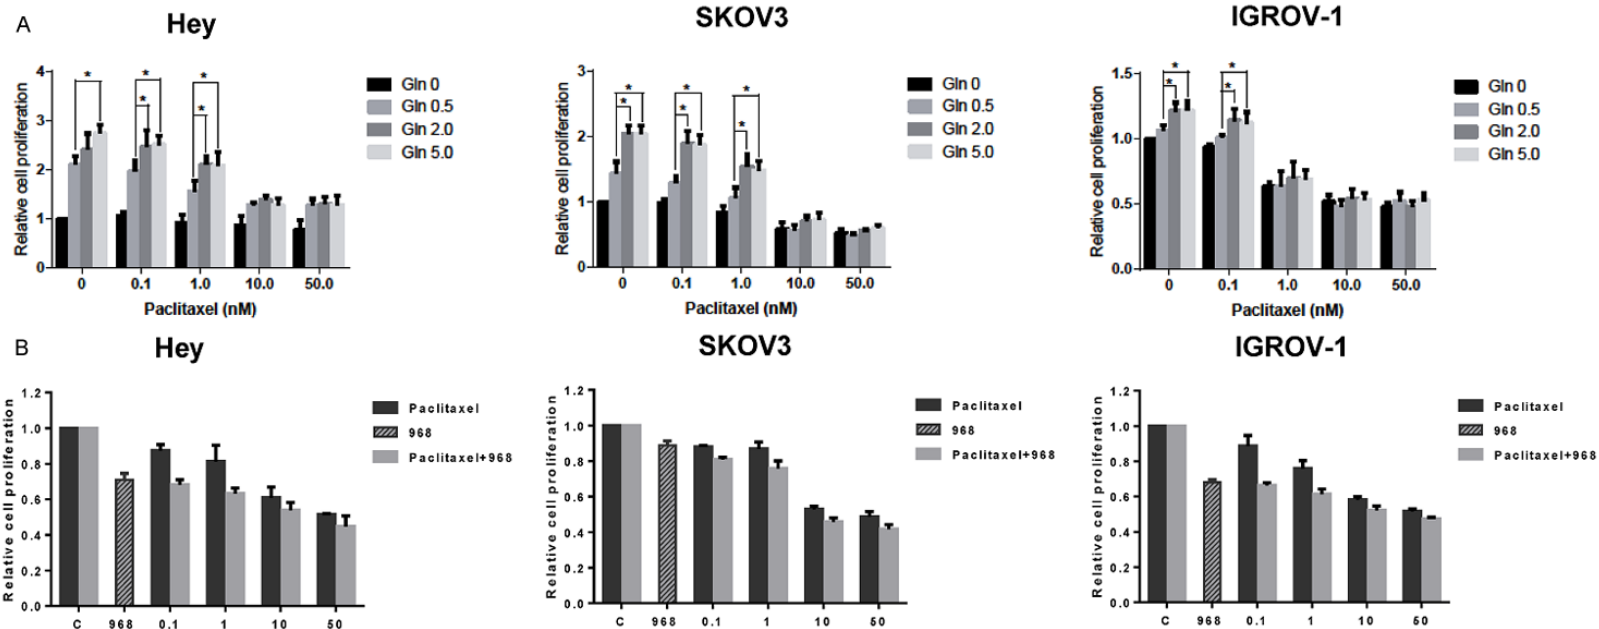 A
Hey
SKOV3
IGROV-1
Relative cell proliferation
4
3
2
1
0
* * * * *
0 0.1 1.0 10.0 50.0
Paclitaxel (nM)
Gln 0
Gln 0.5
Gln 2.0
Gln 5.0
Relative cell proliferation
3
2
1
0
* * * * * *
0 0.1 1.0 10.0 50.0
Paclitaxel (nM)
Gln 0
Gln 0.5
Gln 2.0
Gln 5.0
Relative cell proliferation
1.5
1.0
0.5
0.0
* * * *
0 0.1 1.0 10.0 50.0
Paclitaxel (nM)
Gln 0
Gln 0.5
Gln 2.0
Gln 5.0
B
Hey
SKOV3
IGROV-1
Relative cell proliferation
1.2
1.0
0.8
0.6
0.4
0.2
0.0
C 968 0.1 1 10 50
Paclitaxel
968
Paclitaxel+968
Relative cell proliferation
1.2
1.0
0.8
0.6
0.4
0.2
0.0
C 968 0.1 1 10 50
Paclitaxel
968
Paclitaxel+968
Relative cell proliferation
1.2
1.0
0.8
0.6
0.4
0.2
0.0
C 968 0.1 1 10 50
Paclitaxel
968
Paclitaxel+968